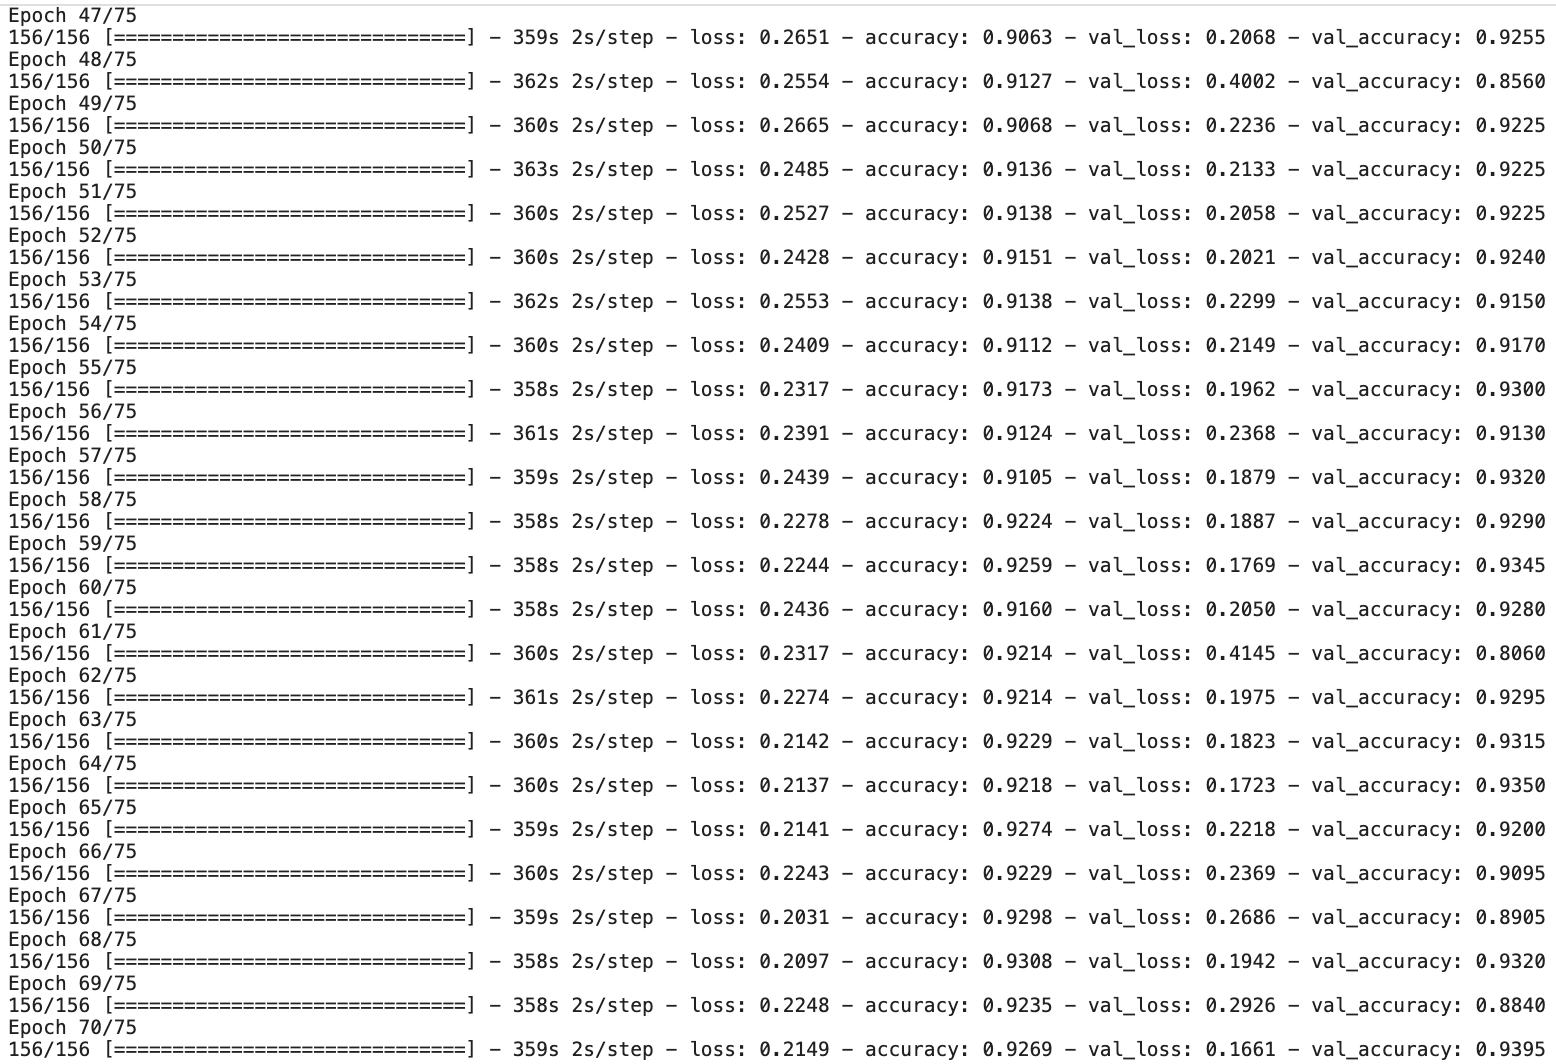 Epoch 47/75
156/156 [==============================] - 359s 2s/step - loss: 0.2651 - accuracy: 0.9063 - val_loss: 0.2068 - val_accuracy: 0.9255
Epoch 48/75
156/156 [==============================] - 362s 2s/step - loss: 0.2554 - accuracy: 0.9127 - val_loss: 0.4002 - val_accuracy: 0.8560
Epoch 49/75
156/156 [==============================] - 360s 2s/step - loss: 0.2665 - accuracy: 0.9068 - val_loss: 0.2236 - val_accuracy: 0.9225
Epoch 50/75
156/156 [==============================] - 363s 2s/step - loss: 0.2485 - accuracy: 0.9136 - val_loss: 0.2133 - val_accuracy: 0.9225
Epoch 51/75
156/156 [==============================] - 360s 2s/step - loss: 0.2527 - accuracy: 0.9138 - val_loss: 0.2058 - val_accuracy: 0.9225
Epoch 52/75
156/156 [==============================] - 360s 2s/step - loss: 0.2428 - accuracy: 0.9151 - val_loss: 0.2021 - val_accuracy: 0.9240
Epoch 53/75
156/156 [==============================] - 362s 2s/step - loss: 0.2553 - accuracy: 0.9138 - val_loss: 0.2299 - val_accuracy: 0.9150
Epoch 54/75
156/156 [==============================] - 360s 2s/step - loss: 0.2409 - accuracy: 0.9112 - val_loss: 0.2149 - val_accuracy: 0.9170
Epoch 55/75
156/156 [==============================] - 358s 2s/step - loss: 0.2317 - accuracy: 0.9173 - val_loss: 0.1962 - val_accuracy: 0.9300
Epoch 56/75
156/156 [==============================] - 361s 2s/step - loss: 0.2391 - accuracy: 0.9124 - val_loss: 0.2368 - val_accuracy: 0.9130
Epoch 57/75
156/156 [==============================] - 359s 2s/step - loss: 0.2439 - accuracy: 0.9105 - val_loss: 0.1879 - val_accuracy: 0.9320
Epoch 58/75
156/156 [==============================] - 358s 2s/step - loss: 0.2278 - accuracy: 0.9224 - val_loss: 0.1887 - val_accuracy: 0.9290
Epoch 59/75
156/156 [==============================] - 358s 2s/step - loss: 0.2244 - accuracy: 0.9259 - val_loss: 0.1769 - val_accuracy: 0.9345
Epoch 60/75
156/156 [==============================] - 358s 2s/step - loss: 0.2436 - accuracy: 0.9160 - val_loss: 0.2050 - val_accuracy: 0.9280
Epoch 61/75
156/156 [==============================] - 360s 2s/step - loss: 0.2317 - accuracy: 0.9214 - val_loss: 0.4145 - val_accuracy: 0.8060
Epoch 62/75
156/156 [==============================] - 361s 2s/step - loss: 0.2274 - accuracy: 0.9214 - val_loss: 0.1975 - val_accuracy: 0.9295
Epoch 63/75
156/156 [==============================] - 360s 2s/step - loss: 0.2142 - accuracy: 0.9229 - val_loss: 0.1823 - val_accuracy: 0.9315
Epoch 64/75
156/156 [==============================] - 360s 2s/step - loss: 0.2137 - accuracy: 0.9218 - val_loss: 0.1723 - val_accuracy: 0.9350
Epoch 65/75
156/156 [==============================] - 359s 2s/step - loss: 0.2141 - accuracy: 0.9274 - val_loss: 0.2218 - val_accuracy: 0.9200
Epoch 66/75
156/156 [==============================] - 360s 2s/step - loss: 0.2243 - accuracy: 0.9229 - val_loss: 0.2369 - val_accuracy: 0.9095
Epoch 67/75
156/156 [==============================] - 359s 2s/step - loss: 0.2031 - accuracy: 0.9298 - val_loss: 0.2686 - val_accuracy: 0.8905
Epoch 68/75
156/156 [==============================] - 358s 2s/step - loss: 0.2097 - accuracy: 0.9308 - val_loss: 0.1942 - val_accuracy: 0.9320
Epoch 69/75
156/156 [==============================] - 358s 2s/step - loss: 0.2248 - accuracy: 0.9235 - val_loss: 0.2926 - val_accuracy: 0.8840
Epoch 70/75
156/156 [==============================] - 359s 2s/step - loss: 0.2149 - accuracy: 0.9269 - val_loss: 0.1661 - val_accuracy: 0.9395